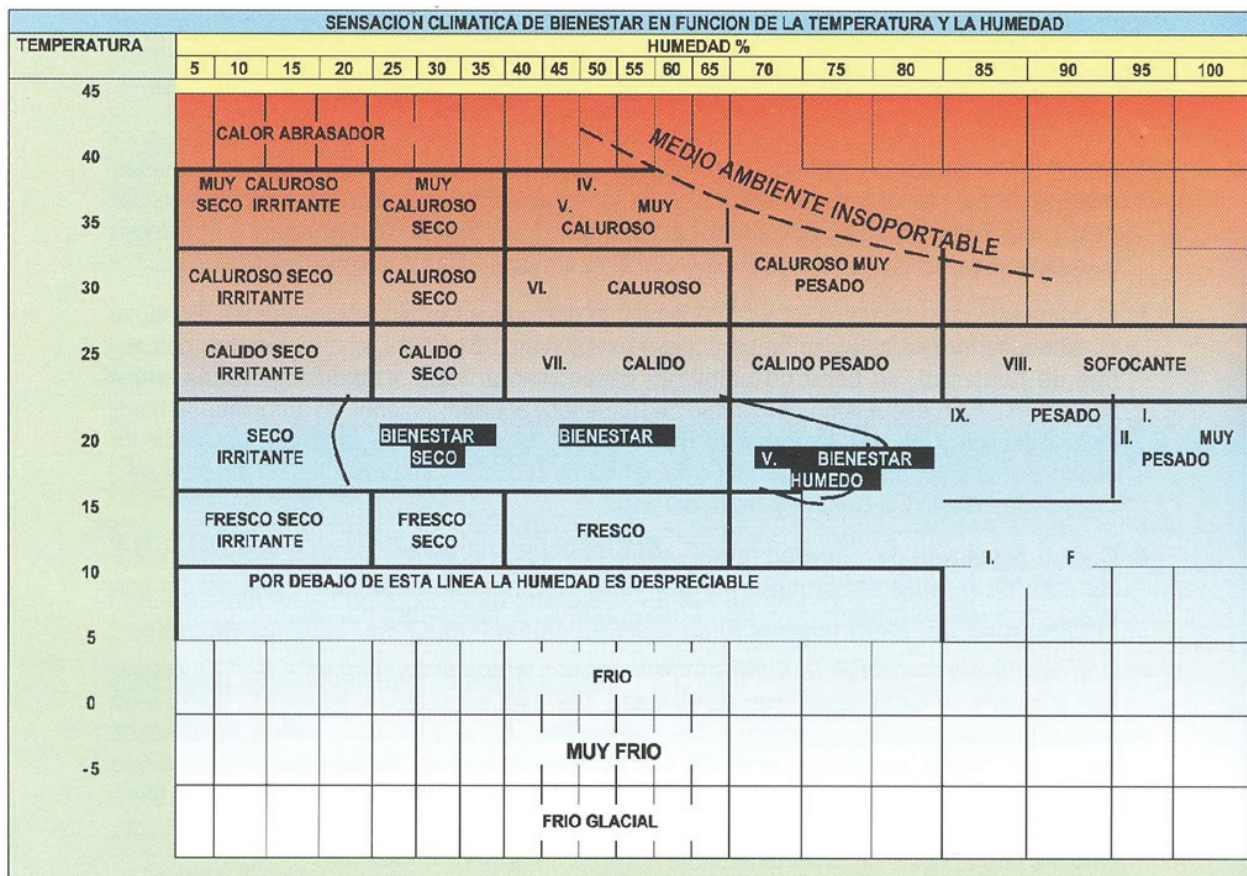 SENSACION CLIMATICA DE BIENESTAR EN FUNCION DE LA TEMPERATURA Y LA HUMEDAD
TEMPERATURA
HUMEDAD %
5 10 15 20 25 30 35 40 45 50 55 60 65 70 75 80 85 90 95 100
45
CALOR ABRASADOR
MEDIO AMBIENTE INSOPORTABLE
40
MUY CALUROSO
SECO IRRITANTE
MUY
CALUROSO
SECO
IV.
V. MUY
CALUROSO
35
CALUROSO SECO
IRRITANTE
CALUROSO
SECO
VI. CALUROSO
CALUROSO MUY
PESADO
30
CALIDO SECO
IRRITANTE
CALIDO
SECO
VII. CALIDO
CALIDO PESADO
VIII. SOFOCANTE
25
SECO
IRRITANTE
BIENESTAR
SECO
BIENESTAR
V. BIENESTAR
HUMEDO
IX. PESADO
I.
II. MUY
PESADO
20
15
FRESCO SECO
IRRITANTE
FRESCO
SECO
FRESCO
I. F
10
POR DEBAJO DE ESTA LINEA LA HUMEDAD ES DESPRECIABLE
5
FRIO
0
MUY FRIO
-5
FRIO GLACIAL